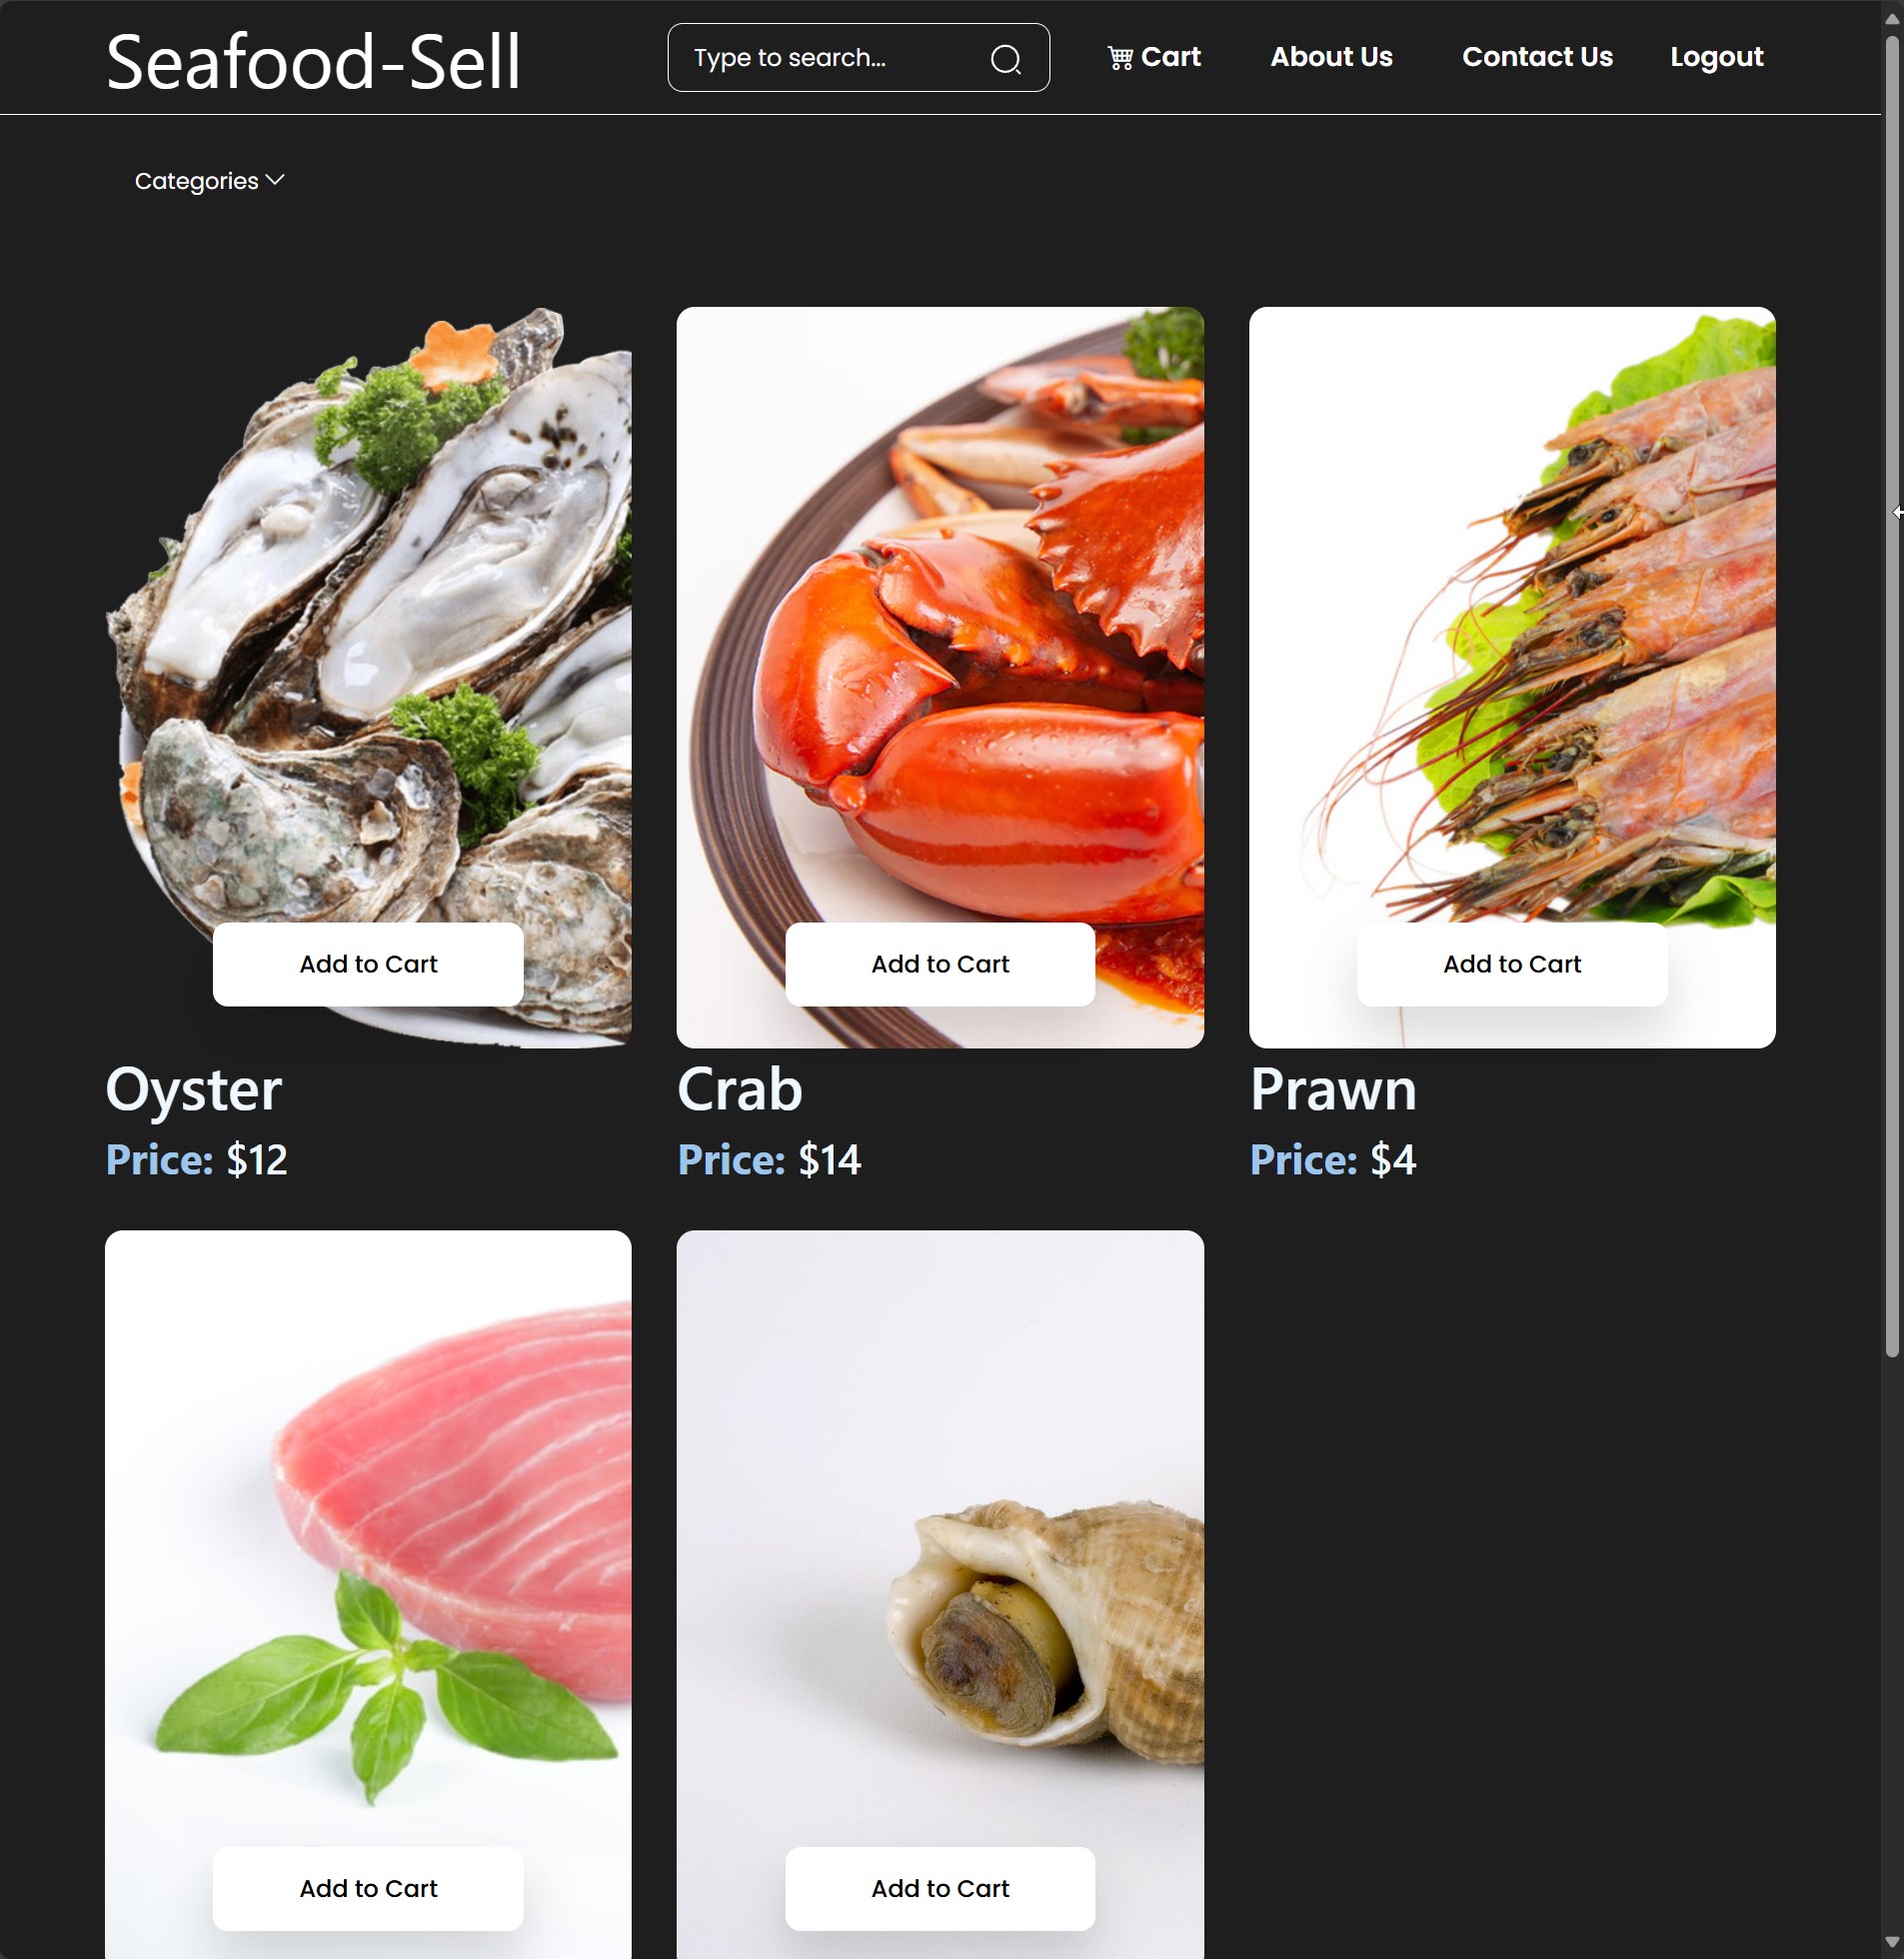 Seafood-Sell
Type to search...
Cart
About Us
Contact Us
Logout
Categories
Add to Cart
Add to Cart
Add to Cart
Oyster
Crab
Prawn
Price: $12
Price: $14
Price: $4
Add to Cart
Add to Cart